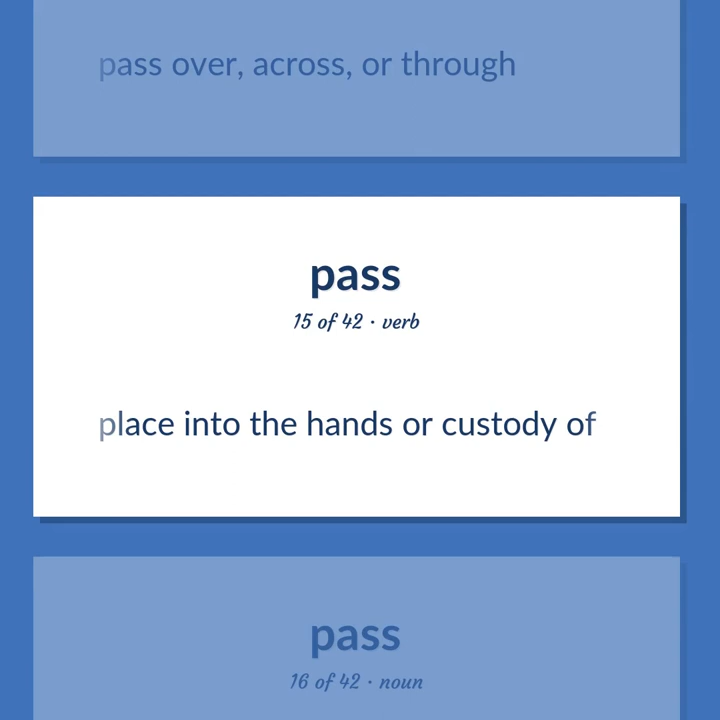 pass over, across, or through
pass
15 of 42 · verb
place into the hands or custody of
pass
16 of 42 · noun